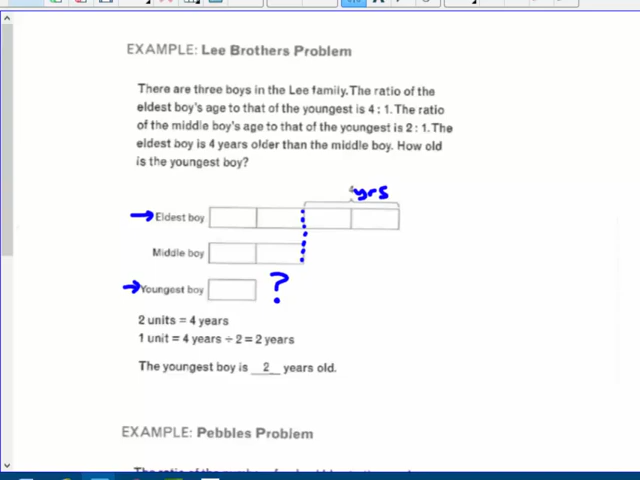 EXAMPLE: Lee Brothers Problem
There are three boys in the Lee family. The ratio of the
eldest boy's age to that of the youngest is 4 : 1. The ratio
of the middle boy's age to that of the youngest is 2 : 1. The
eldest boy is 4 years older than the middle boy. How old
is the youngest boy?
yrs
Eldest boy
Middle boy
Youngest boy ?
2 units = 4 years
1 unit = 4 years ÷ 2 = 2 years
The youngest boy is 2 years old.
EXAMPLE: Pebbles Problem